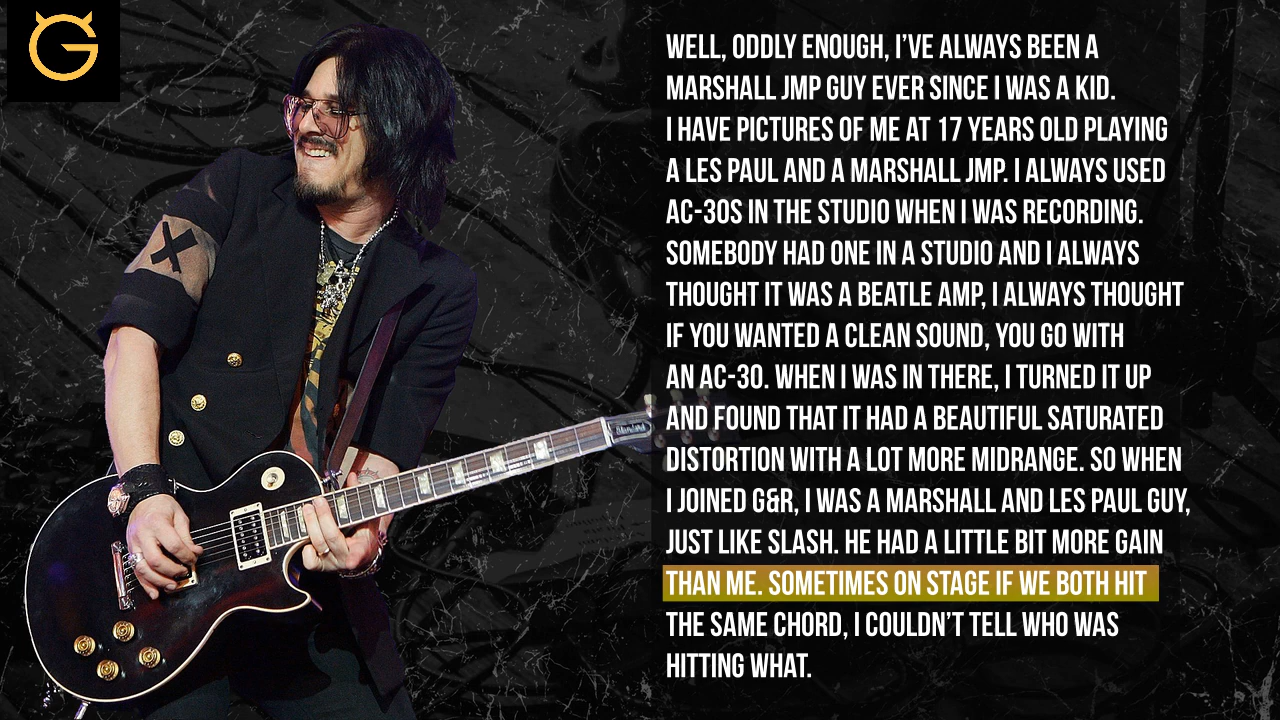 G
WELL, ODDLY ENOUGH, I'VE ALWAYS BEEN A
MARSHALL JMP GUY EVER SINCE I WAS A KID.
I HAVE PICTURES OF ME AT 17 YEARS OLD PLAYING
A LES PAUL AND A MARSHALL JMP. I ALWAYS USED
AC-30S IN THE STUDIO WHEN I WAS RECORDING.
SOMEBODY HAD ONE IN A STUDIO AND I ALWAYS
THOUGHT IT WAS A BEATLE AMP, I ALWAYS THOUGHT
IF YOU WANTED A CLEAN SOUND, YOU GO WITH
AN AC-30. WHEN I WAS IN THERE, I TURNED IT UP
AND FOUND THAT IT HAD A BEAUTIFUL SATURATED
DISTORTION WITH A LOT MORE MIDRANGE. SO WHEN
I JOINED G&R, I WAS A MARSHALL AND LES PAUL GUY,
JUST LIKE SLASH. HE HAD A LITTLE BIT MORE GAIN
THAN ME. SOMETIMES ON STAGE IF WE BOTH HIT
THE SAME CHORD, I COULDN'T TELL WHO WAS
HITTING WHAT.